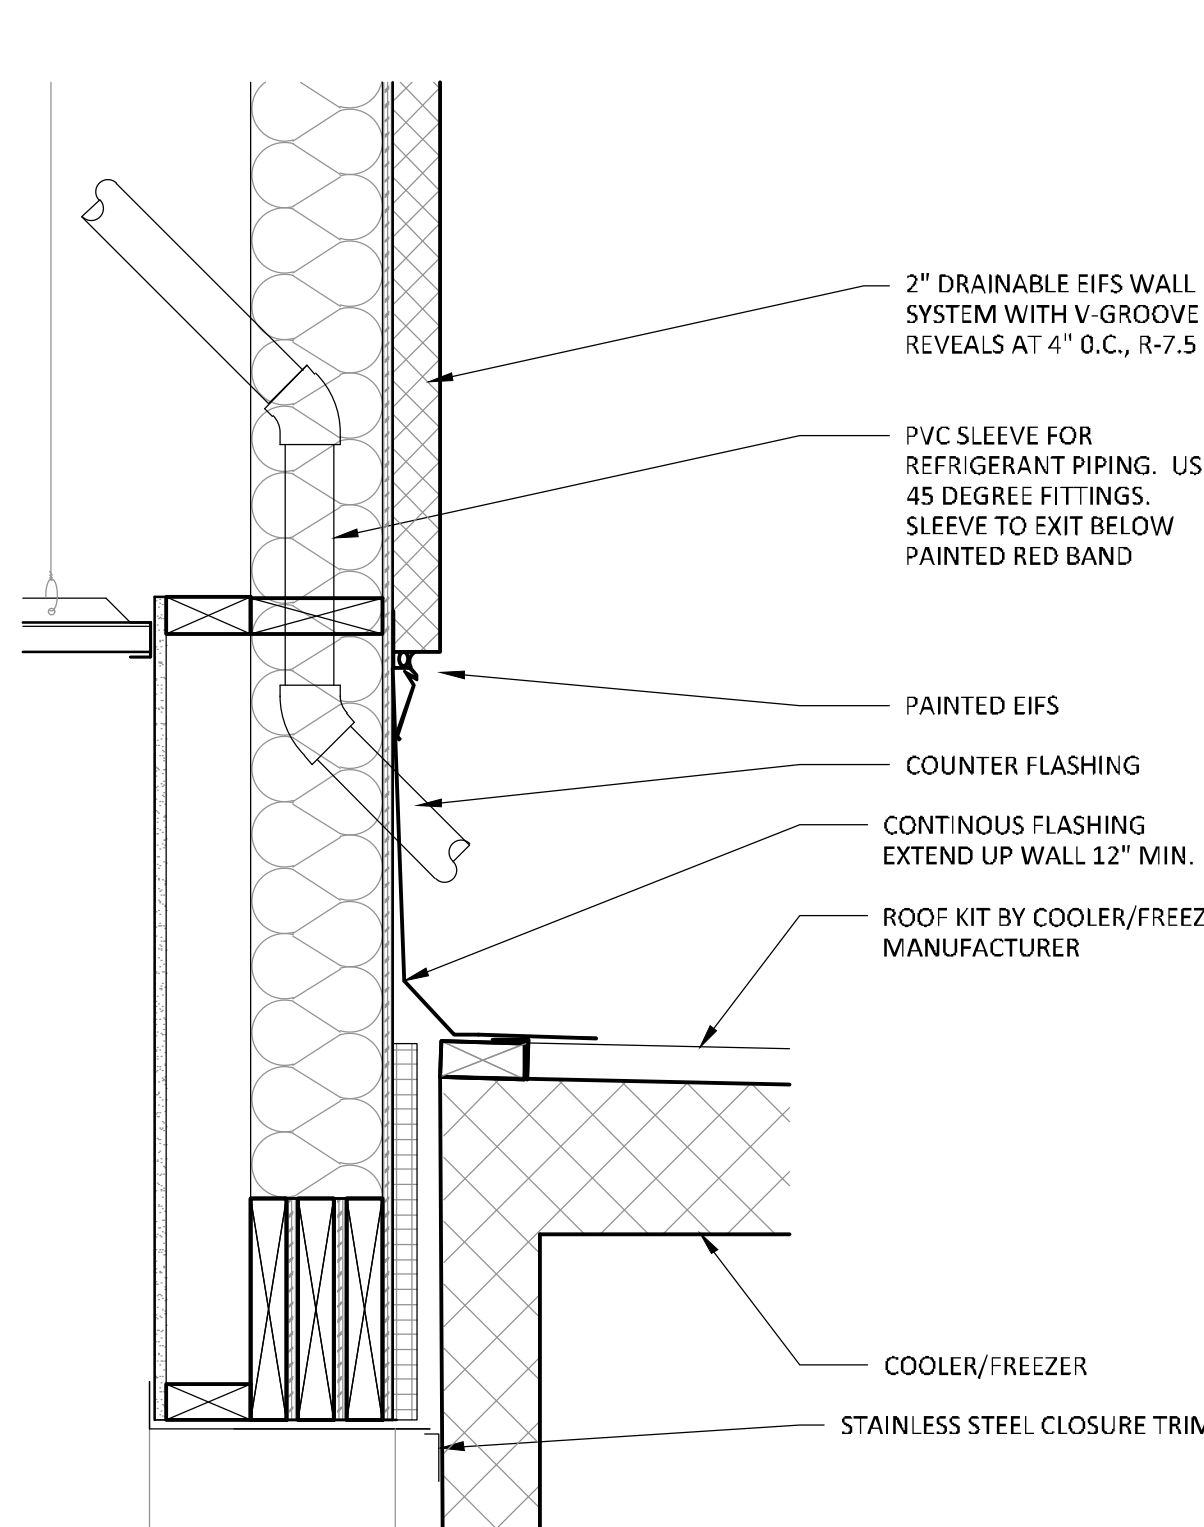 2" DRAINABLE EIFS WALL
SYSTEM WITH V-GROOVE
REVEALS AT 4" O.C., R-7.5
PVC SLEEVE FOR
REFRIGERANT PIPING. US
45 DEGREE FITTINGS.
SLEEVE TO EXIT BELOW
PAINTED RED BAND
PAINTED EIFS
COUNTER FLASHING
CONTINOUS FLASHING
EXTEND UP WALL 12" MIN.
ROOF KIT BY COOLER/FREEZ
MANUFACTURER
COOLER/FREEZER
STAINLESS STEEL CLOSURE TRIM